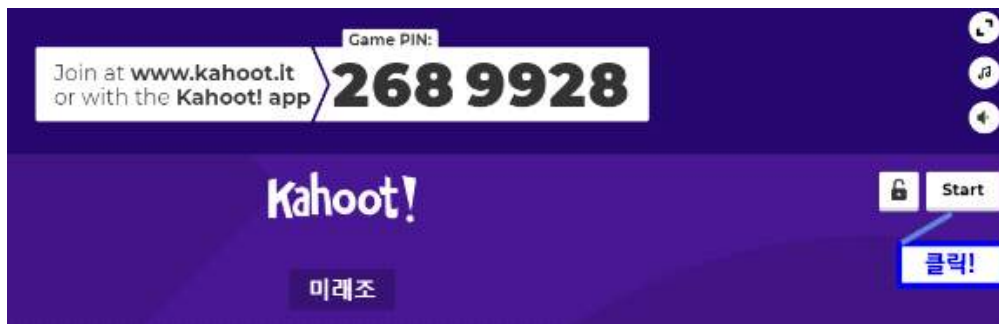 Game PIN:
Join at www.kahoot.it
or with the Kahoot! app
268 9928
Kahoot!
Start
클릭!
미래조